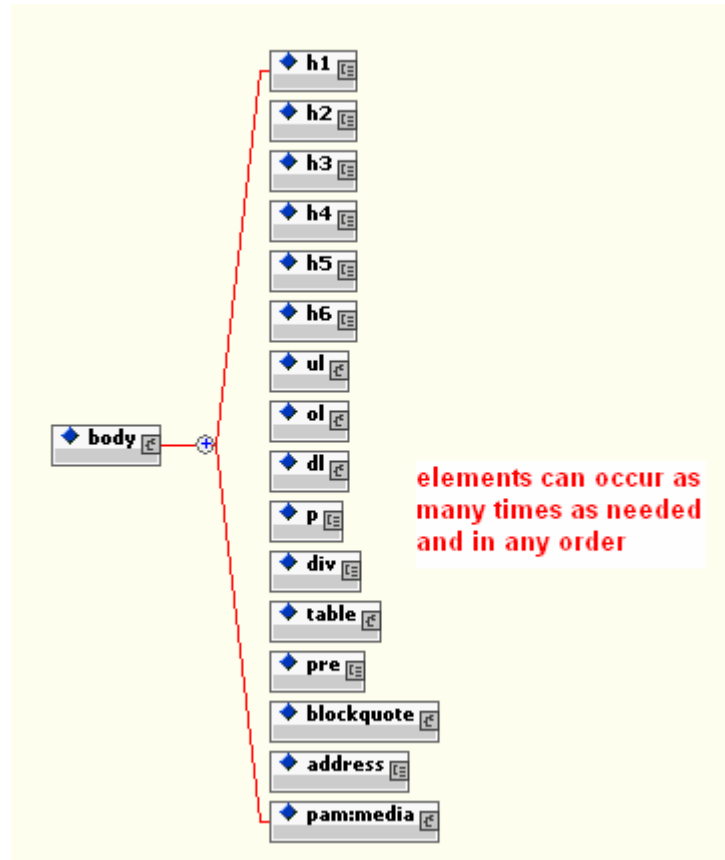 h1
h2
h3
h4
h5
h6
ul
ol
body
dl
elements can occur as
many times as needed
and in any order
p
div
table
pre
blockquote
address
pam:media